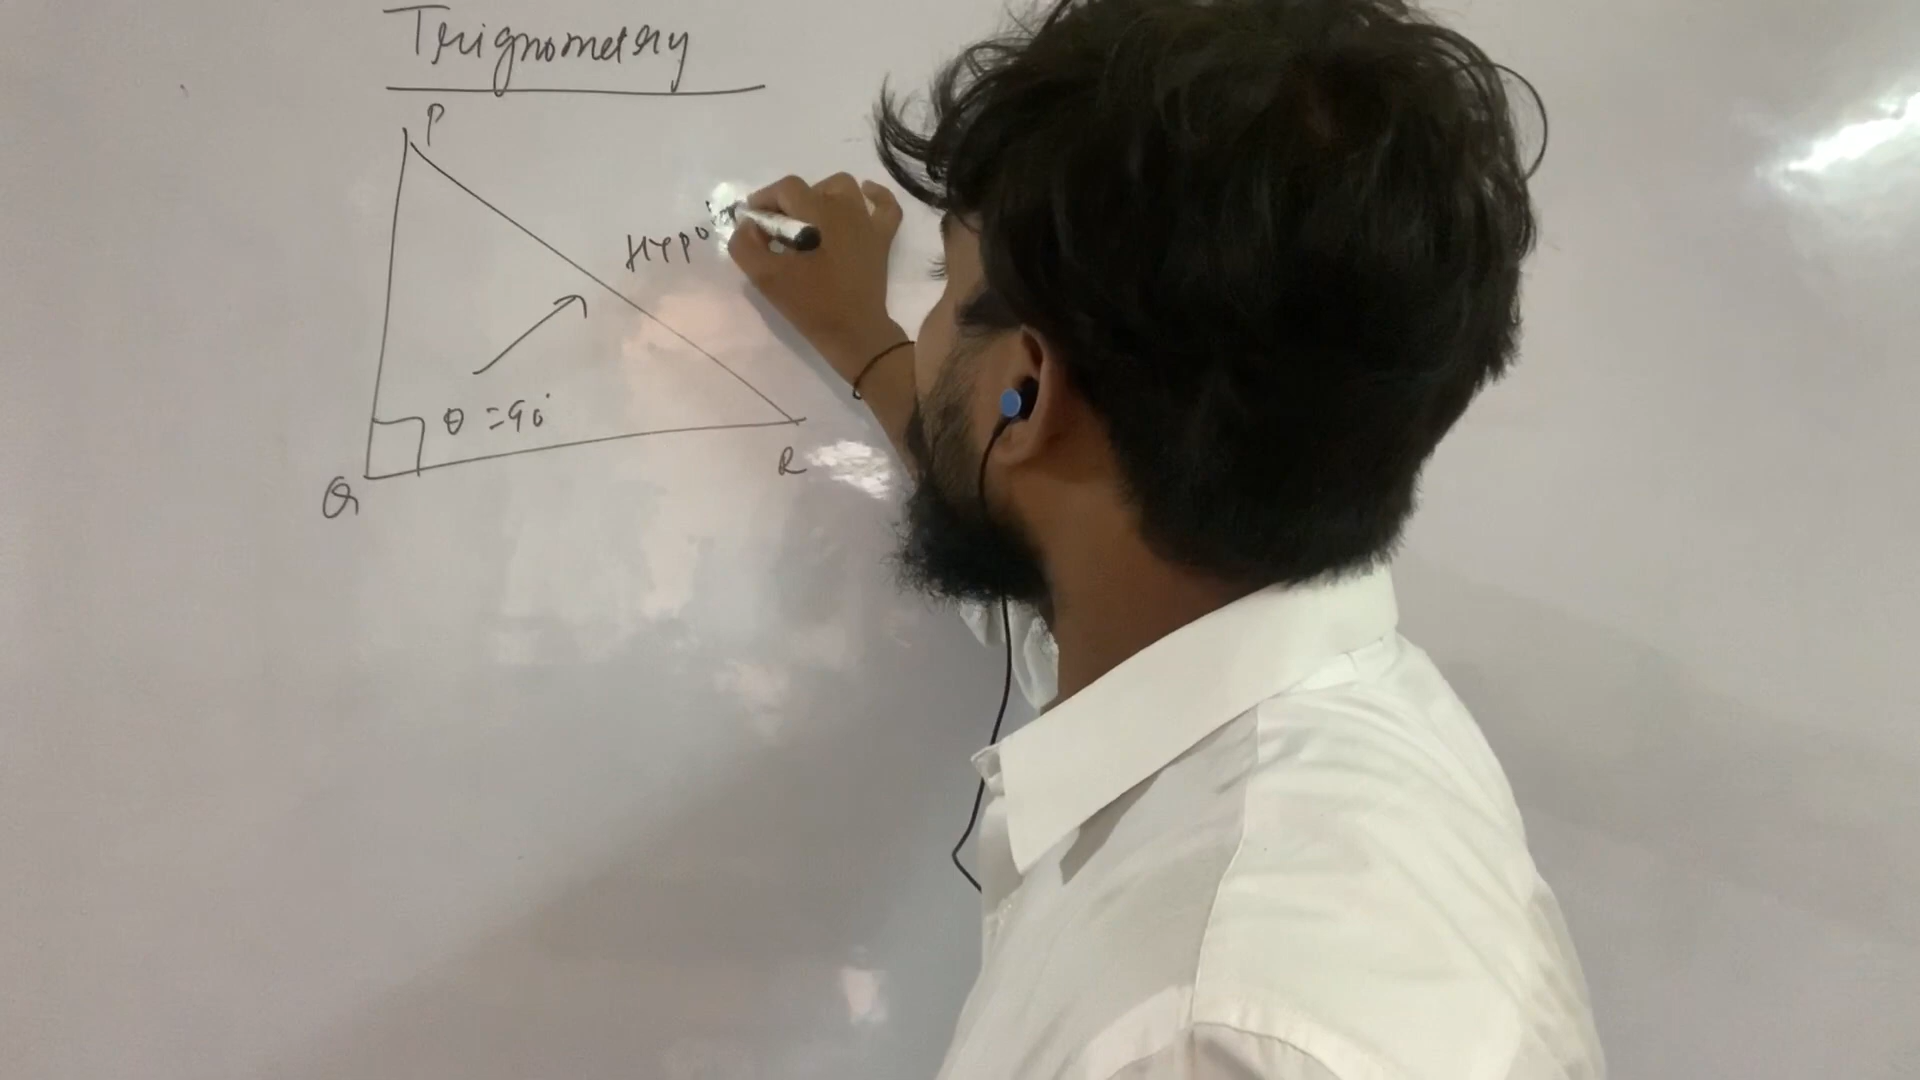 Trignometry
P
HYPO
θ = 90°
Q
R